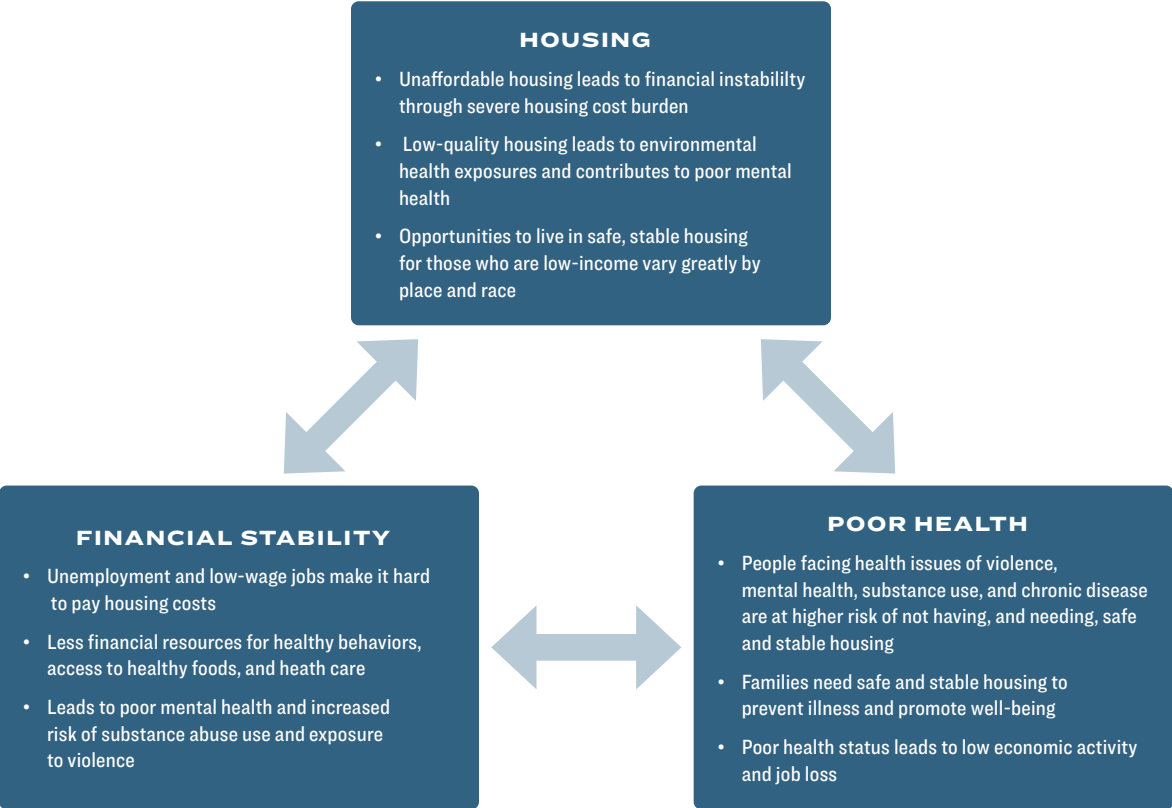 HOUSING
• Unaffordable housing leads to financial instabililty
through severe housing cost burden
• Low-quality housing leads to environmental
health exposures and contributes to poor mental
health
• Opportunities to live in safe, stable housing
for those who are low-income vary greatly by
place and race
FINANCIAL STABILITY
• Unemployment and low-wage jobs make it hard
to pay housing costs
• Less financial resources for healthy behaviors,
access to healthy foods, and heath care
• Leads to poor mental health and increased
risk of substance abuse use and exposure
to violence
POOR HEALTH
• People facing health issues of violence,
mental health, substance use, and chronic disease
are at higher risk of not having, and needing, safe
and stable housing
• Families need safe and stable housing to
prevent illness and promote well-being
• Poor health status leads to low economic activity
and job loss